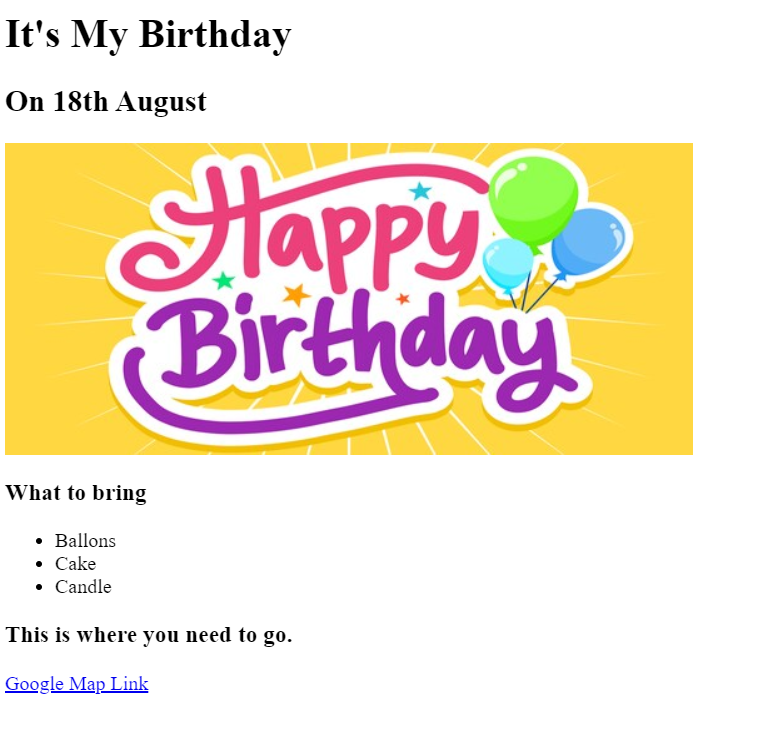 It's My Birthday
On 18th August
Happy
Birthday
What to bring
Ballons
Cake
Candle
This is where you need to go.
Google Map Link